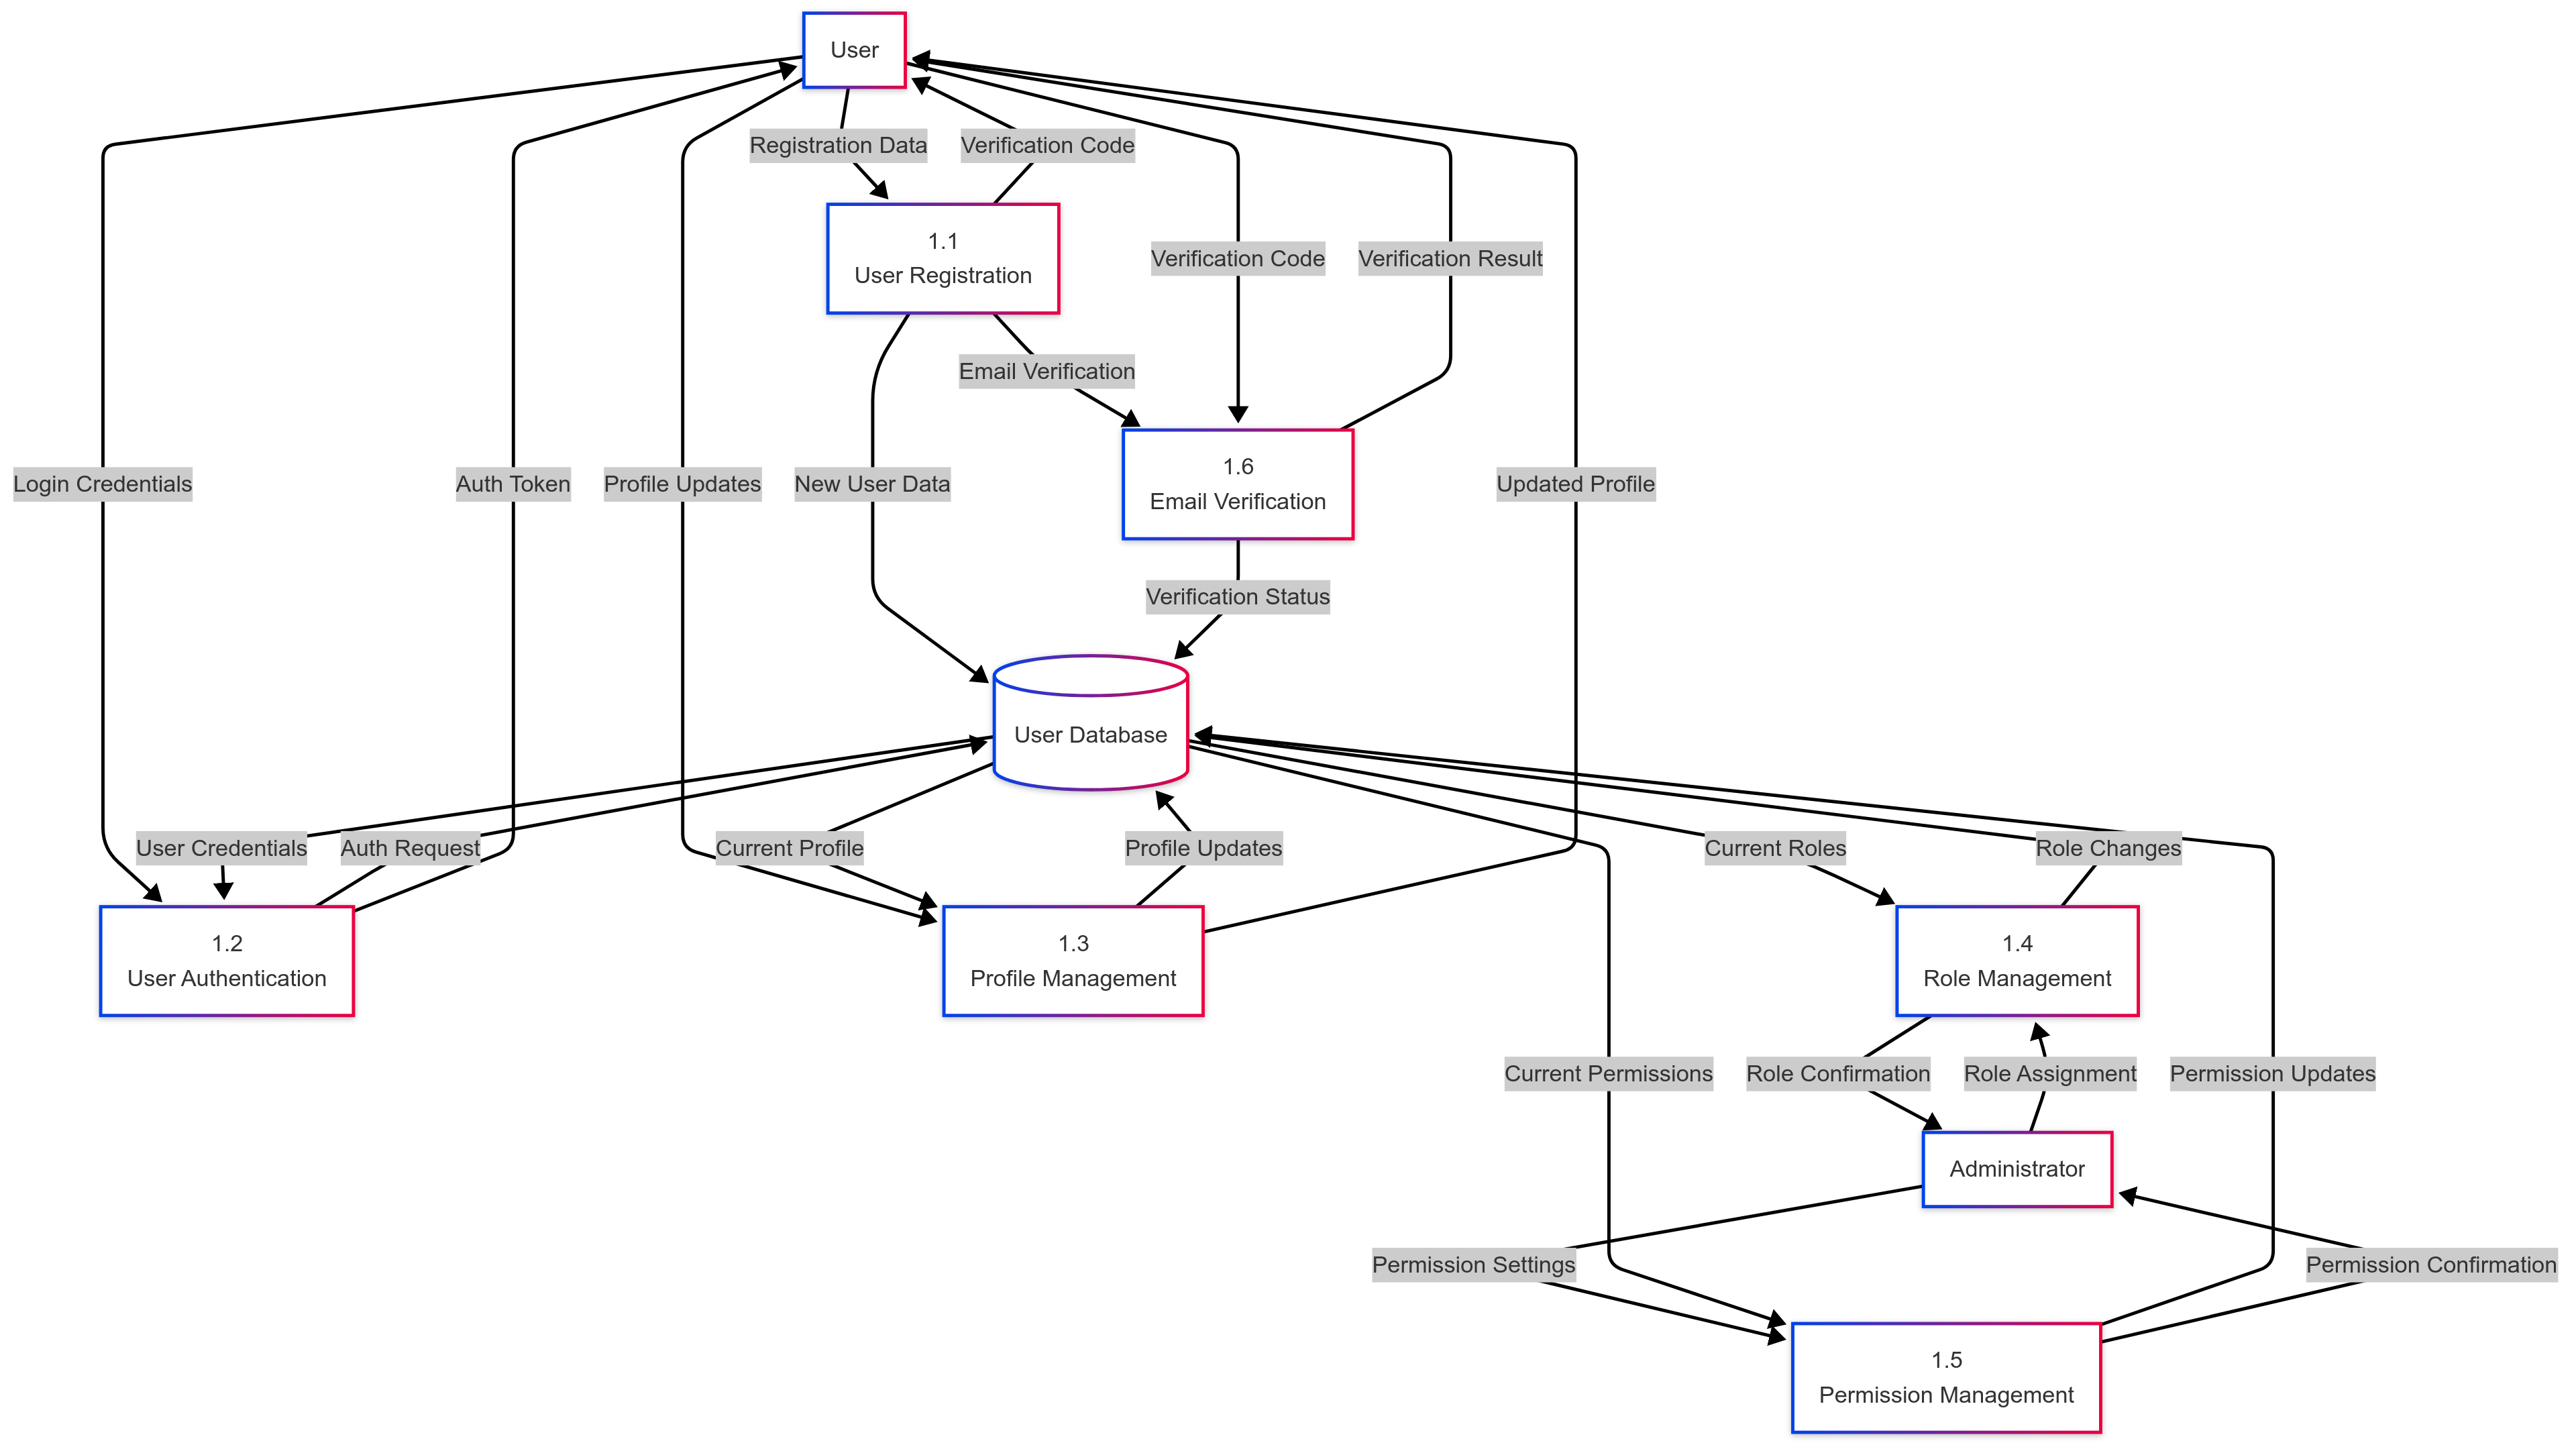 User
Registration Data
Verification Code
1.1
User Registration
Verification Code
Verification Result
Email Verification
1.6
Email Verification
Login Credentials
Auth Token
Profile Updates
New User Data
Updated Profile
Verification Status
User Database
User Credentials
Auth Request
Current Profile
Profile Updates
Current Roles
Role Changes
1.2
User Authentication
1.3
Profile Management
1.4
Role Management
Current Permissions
Role Confirmation
Role Assignment
Permission Updates
Administrator
Permission Settings
Permission Confirmation
1.5
Permission Management